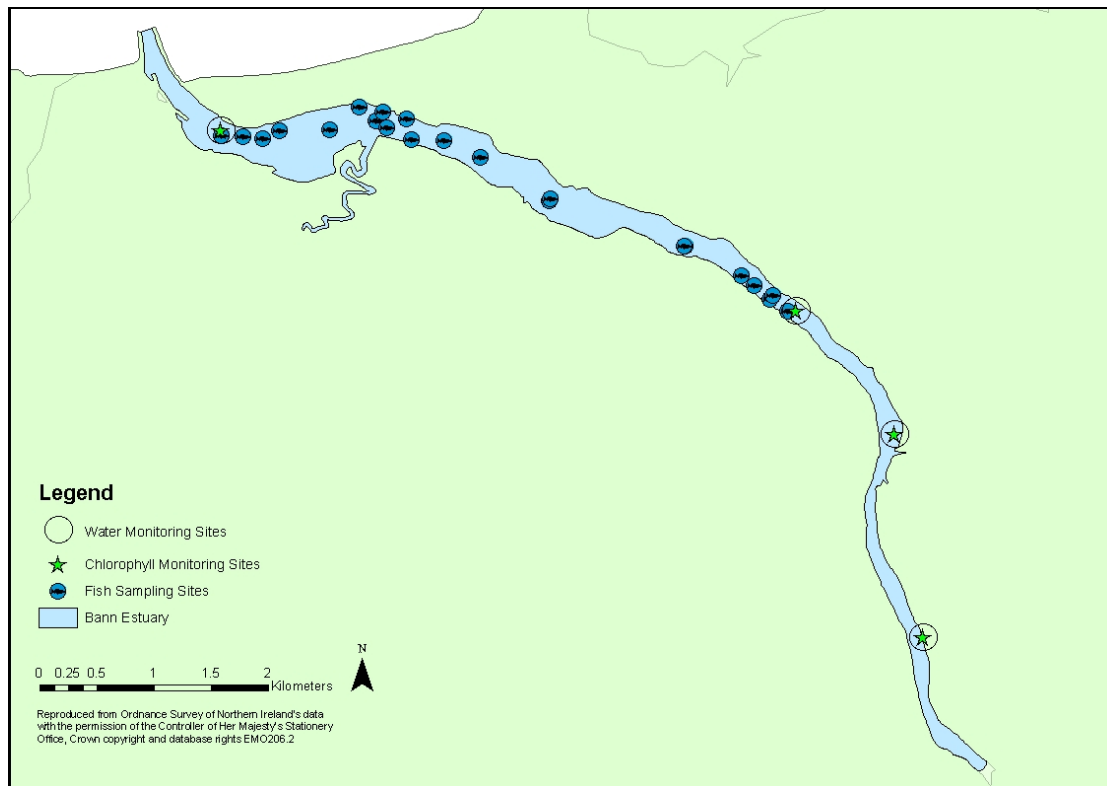 Legend
Water Monitoring Sites
Chlorophyll Monitoring Sites
Fish Sampling Sites
Bann Estuary
N
0 0.25 0.5 1 1.5 2
Kilometers
Reproduced from Ordnance Survey of Northern Ireland's data
with the permission of the Controller of Her Majesty's Stationery
Office, Crown copyright and database rights EMO206.2